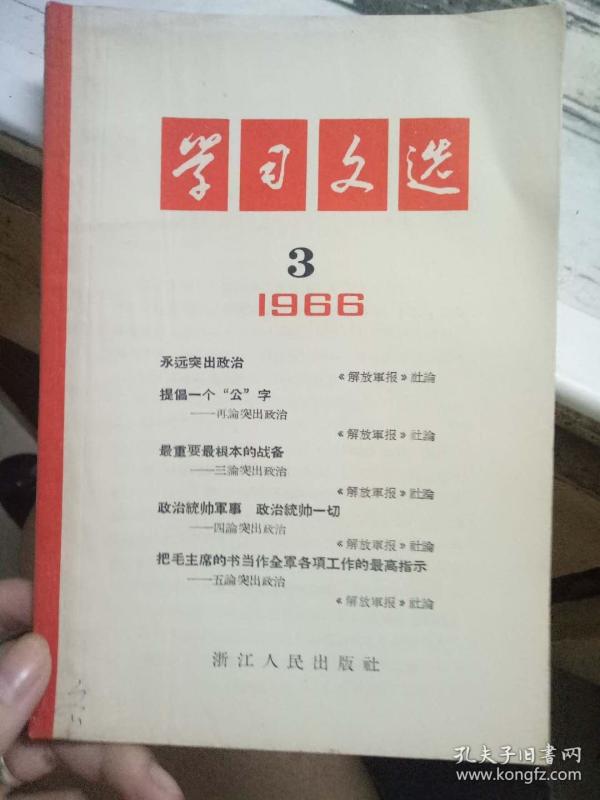 学习文选
3
1966
永远突出政治
《解放軍报》社論
提倡一个“公”字
——再論突出政治
《解放軍报》社論
最重要最根本的战备
——三論突出政治
《解放軍报》社論
政治統帅軍事 政治統帅一切
——四論突出政治
《解放軍报》社論
把毛主席的书当作全軍各項工作的最高指示
——五論突出政治
《解放軍报》社論
浙江人民出版社
孔夫子旧书网
www.kongfz.com